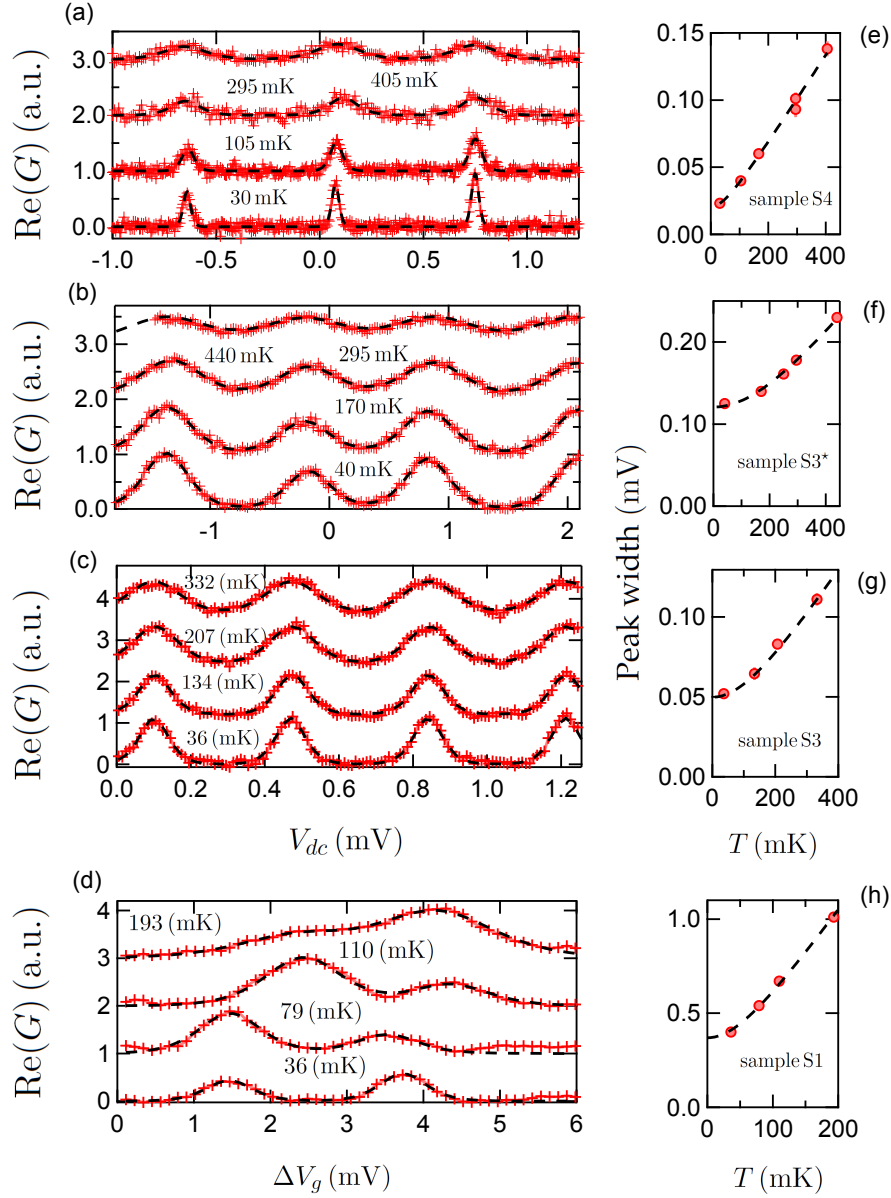 (a)
Re(G) (a.u.)
3.0
2.0
1.0
0.0
295 mK
405 mK
105 mK
30 mK
-1.0
-0.5
0.0
0.5
1.0
(e)
0.15
0.10
0.05
0.00
sample S4
0
200
400
(b)
Re(G) (a.u.)
3.0
2.0
1.0
0.0
440 mK
295 mK
170 mK
40 mK
-1
0
1
2
(f)
0.20
0.10
0.00
sample S3*
0
200
400
Peak width (mV)
(c)
Re(G) (a.u.)
4
3
2
1
0
332 (mK)
207 (mK)
134 (mK)
36 (mK)
0.0
0.2
0.4
0.6
0.8
1.0
1.2
V_dc (mV)
(g)
0.10
0.05
0.00
sample S3
0
200
400
T (mK)
(d)
Re(G) (a.u.)
4
3
2
1
0
193 (mK)
110 (mK)
79 (mK)
36 (mK)
0
1
2
3
4
5
6
ΔV_g (mV)
(h)
1.0
0.5
0.0
sample S1
0
100
200
T (mK)